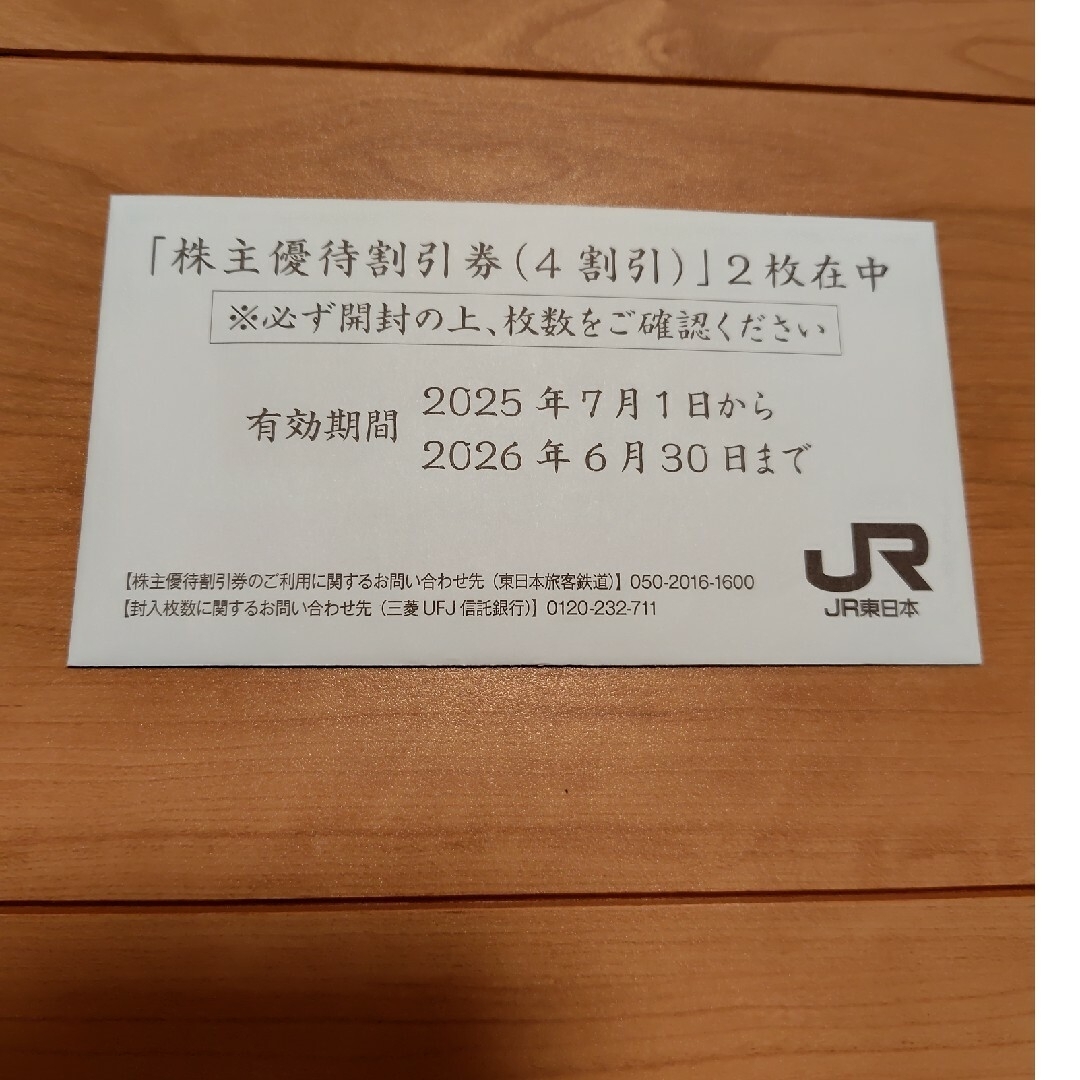 「株主優待割引券(4割引)」2枚在中
※必ず開封の上、枚数をご確認ください
有効期間
2025年7月1日から
2026年6月30日まで
【株主優待割引券のご利用に関するお問い合わせ先（東日本旅客鉄道）】050-2016-1600
【封入枚数に関するお問い合わせ先（三菱UFJ信託銀行）】0120-232-711
JR
JR東日本